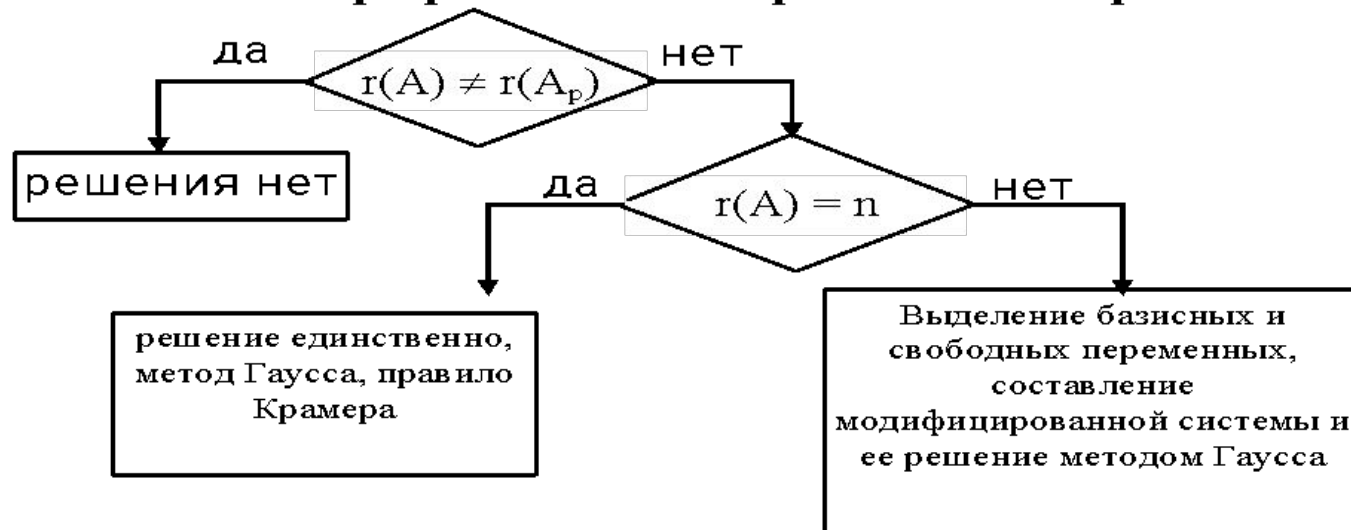 да
нет
r(A) ≠ r(Aₚ)
решения нет
да
нет
r(A) = n
решение единственно,
метод Гаусса, правило
Крамера
Выделение базисных и
свободных переменных,
составление
модифицированной системы и
ее решение методом Гаусса